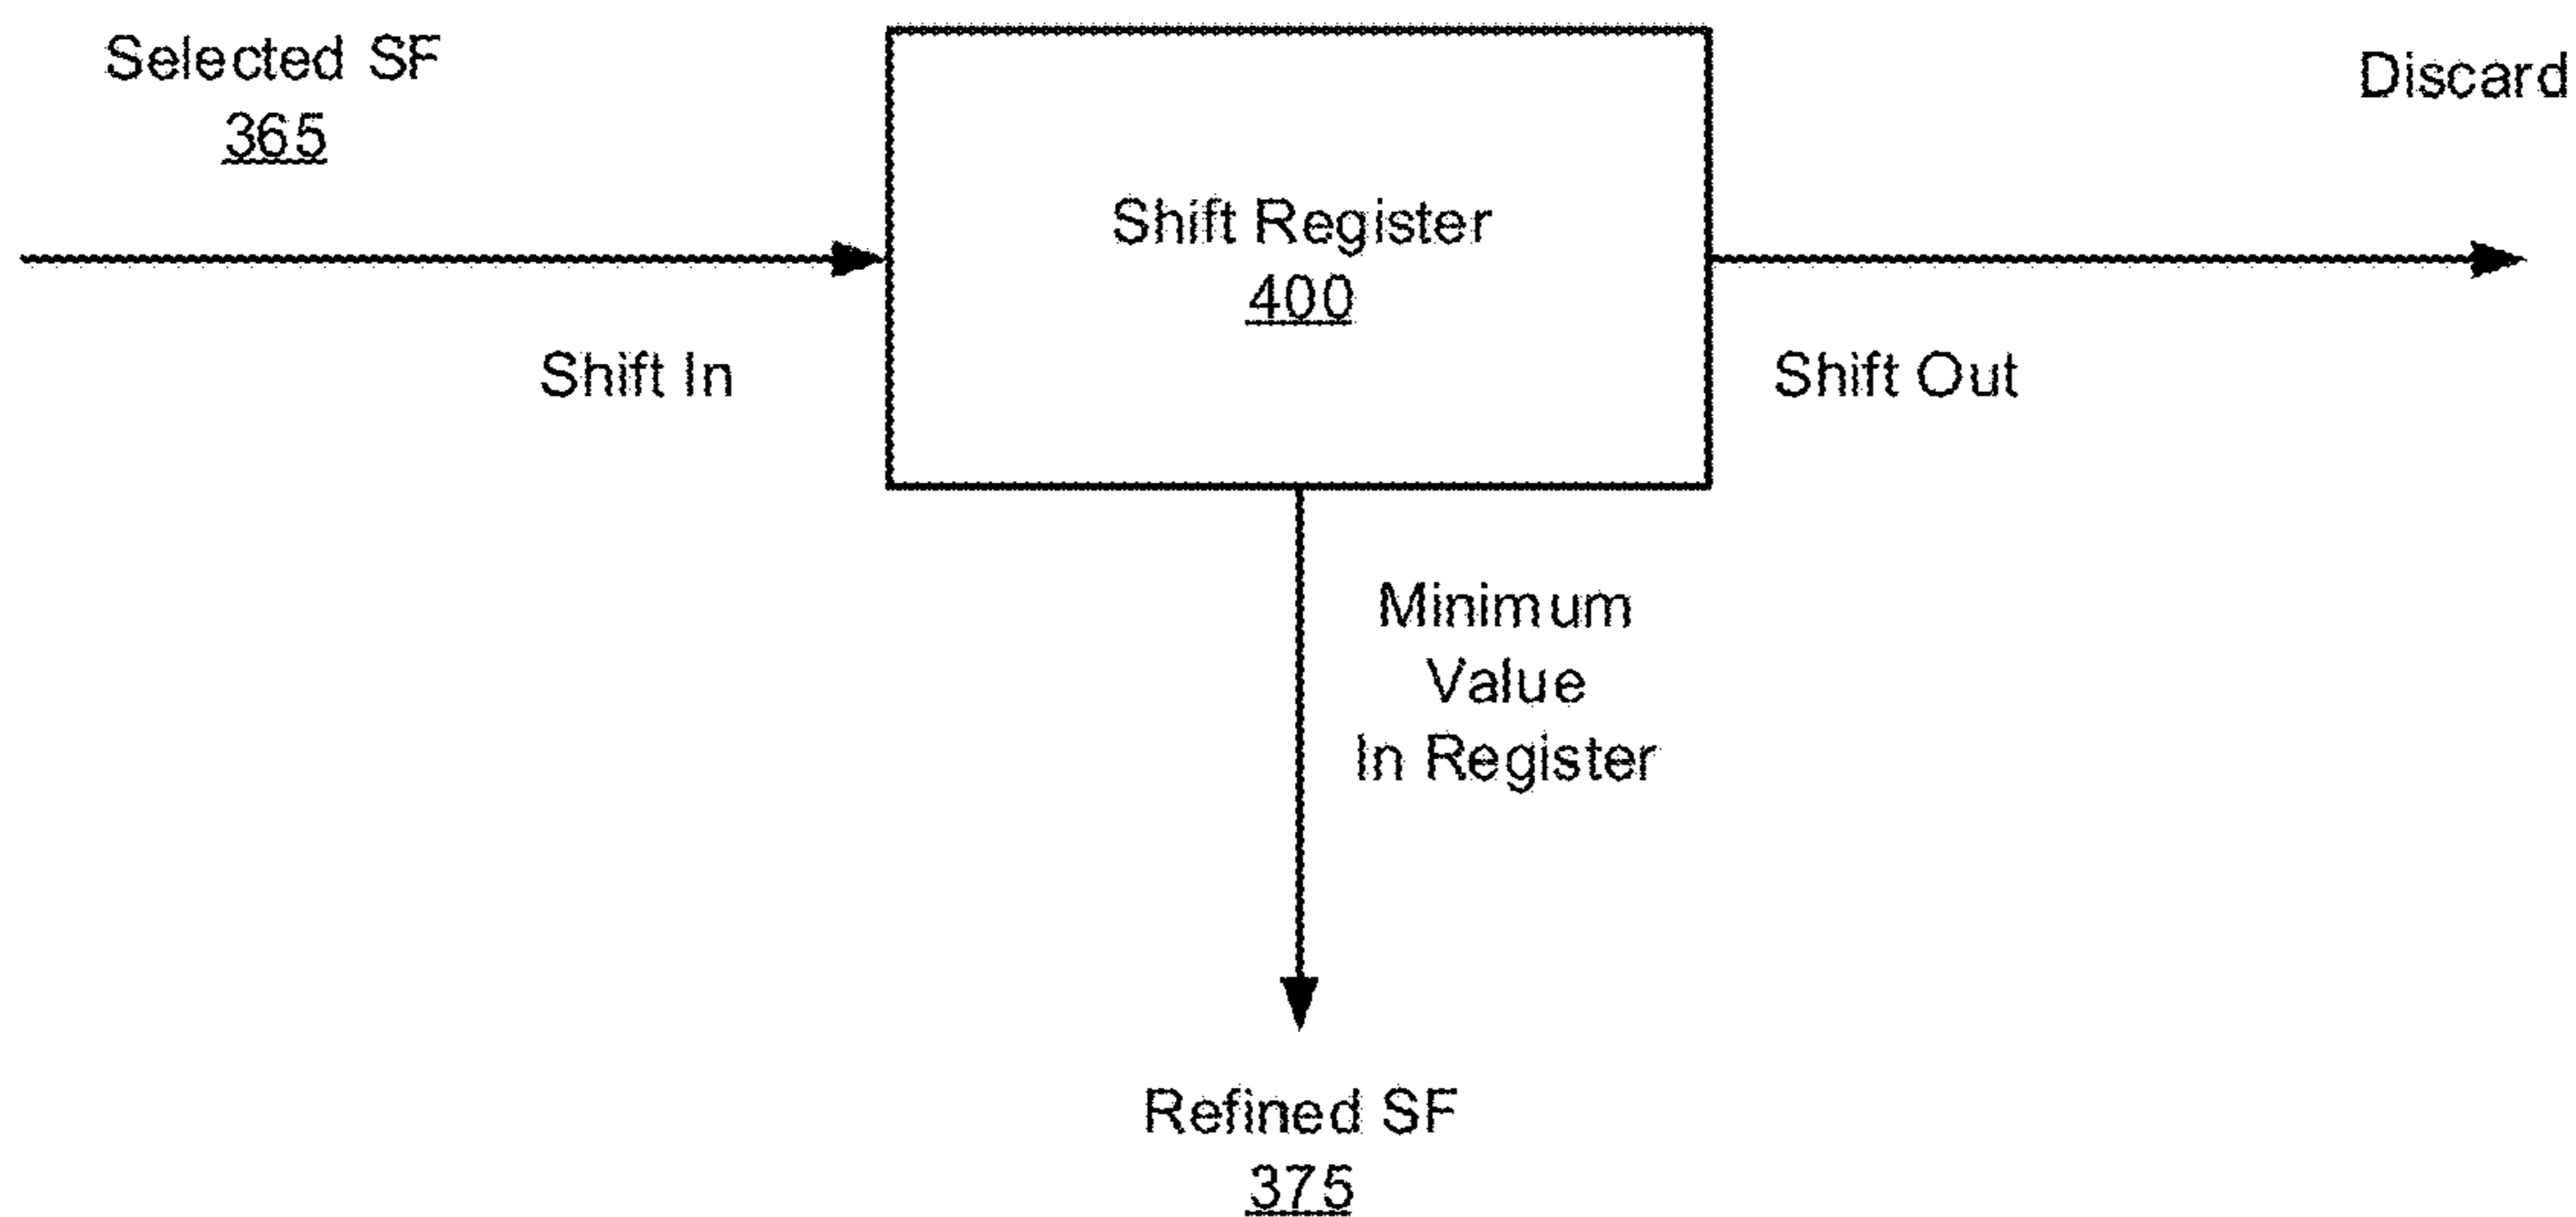 Selected SF
365
Discard
Shift Register
400
Shift In
Shift Out
Minimum
Value
In Register
Refined SF
375